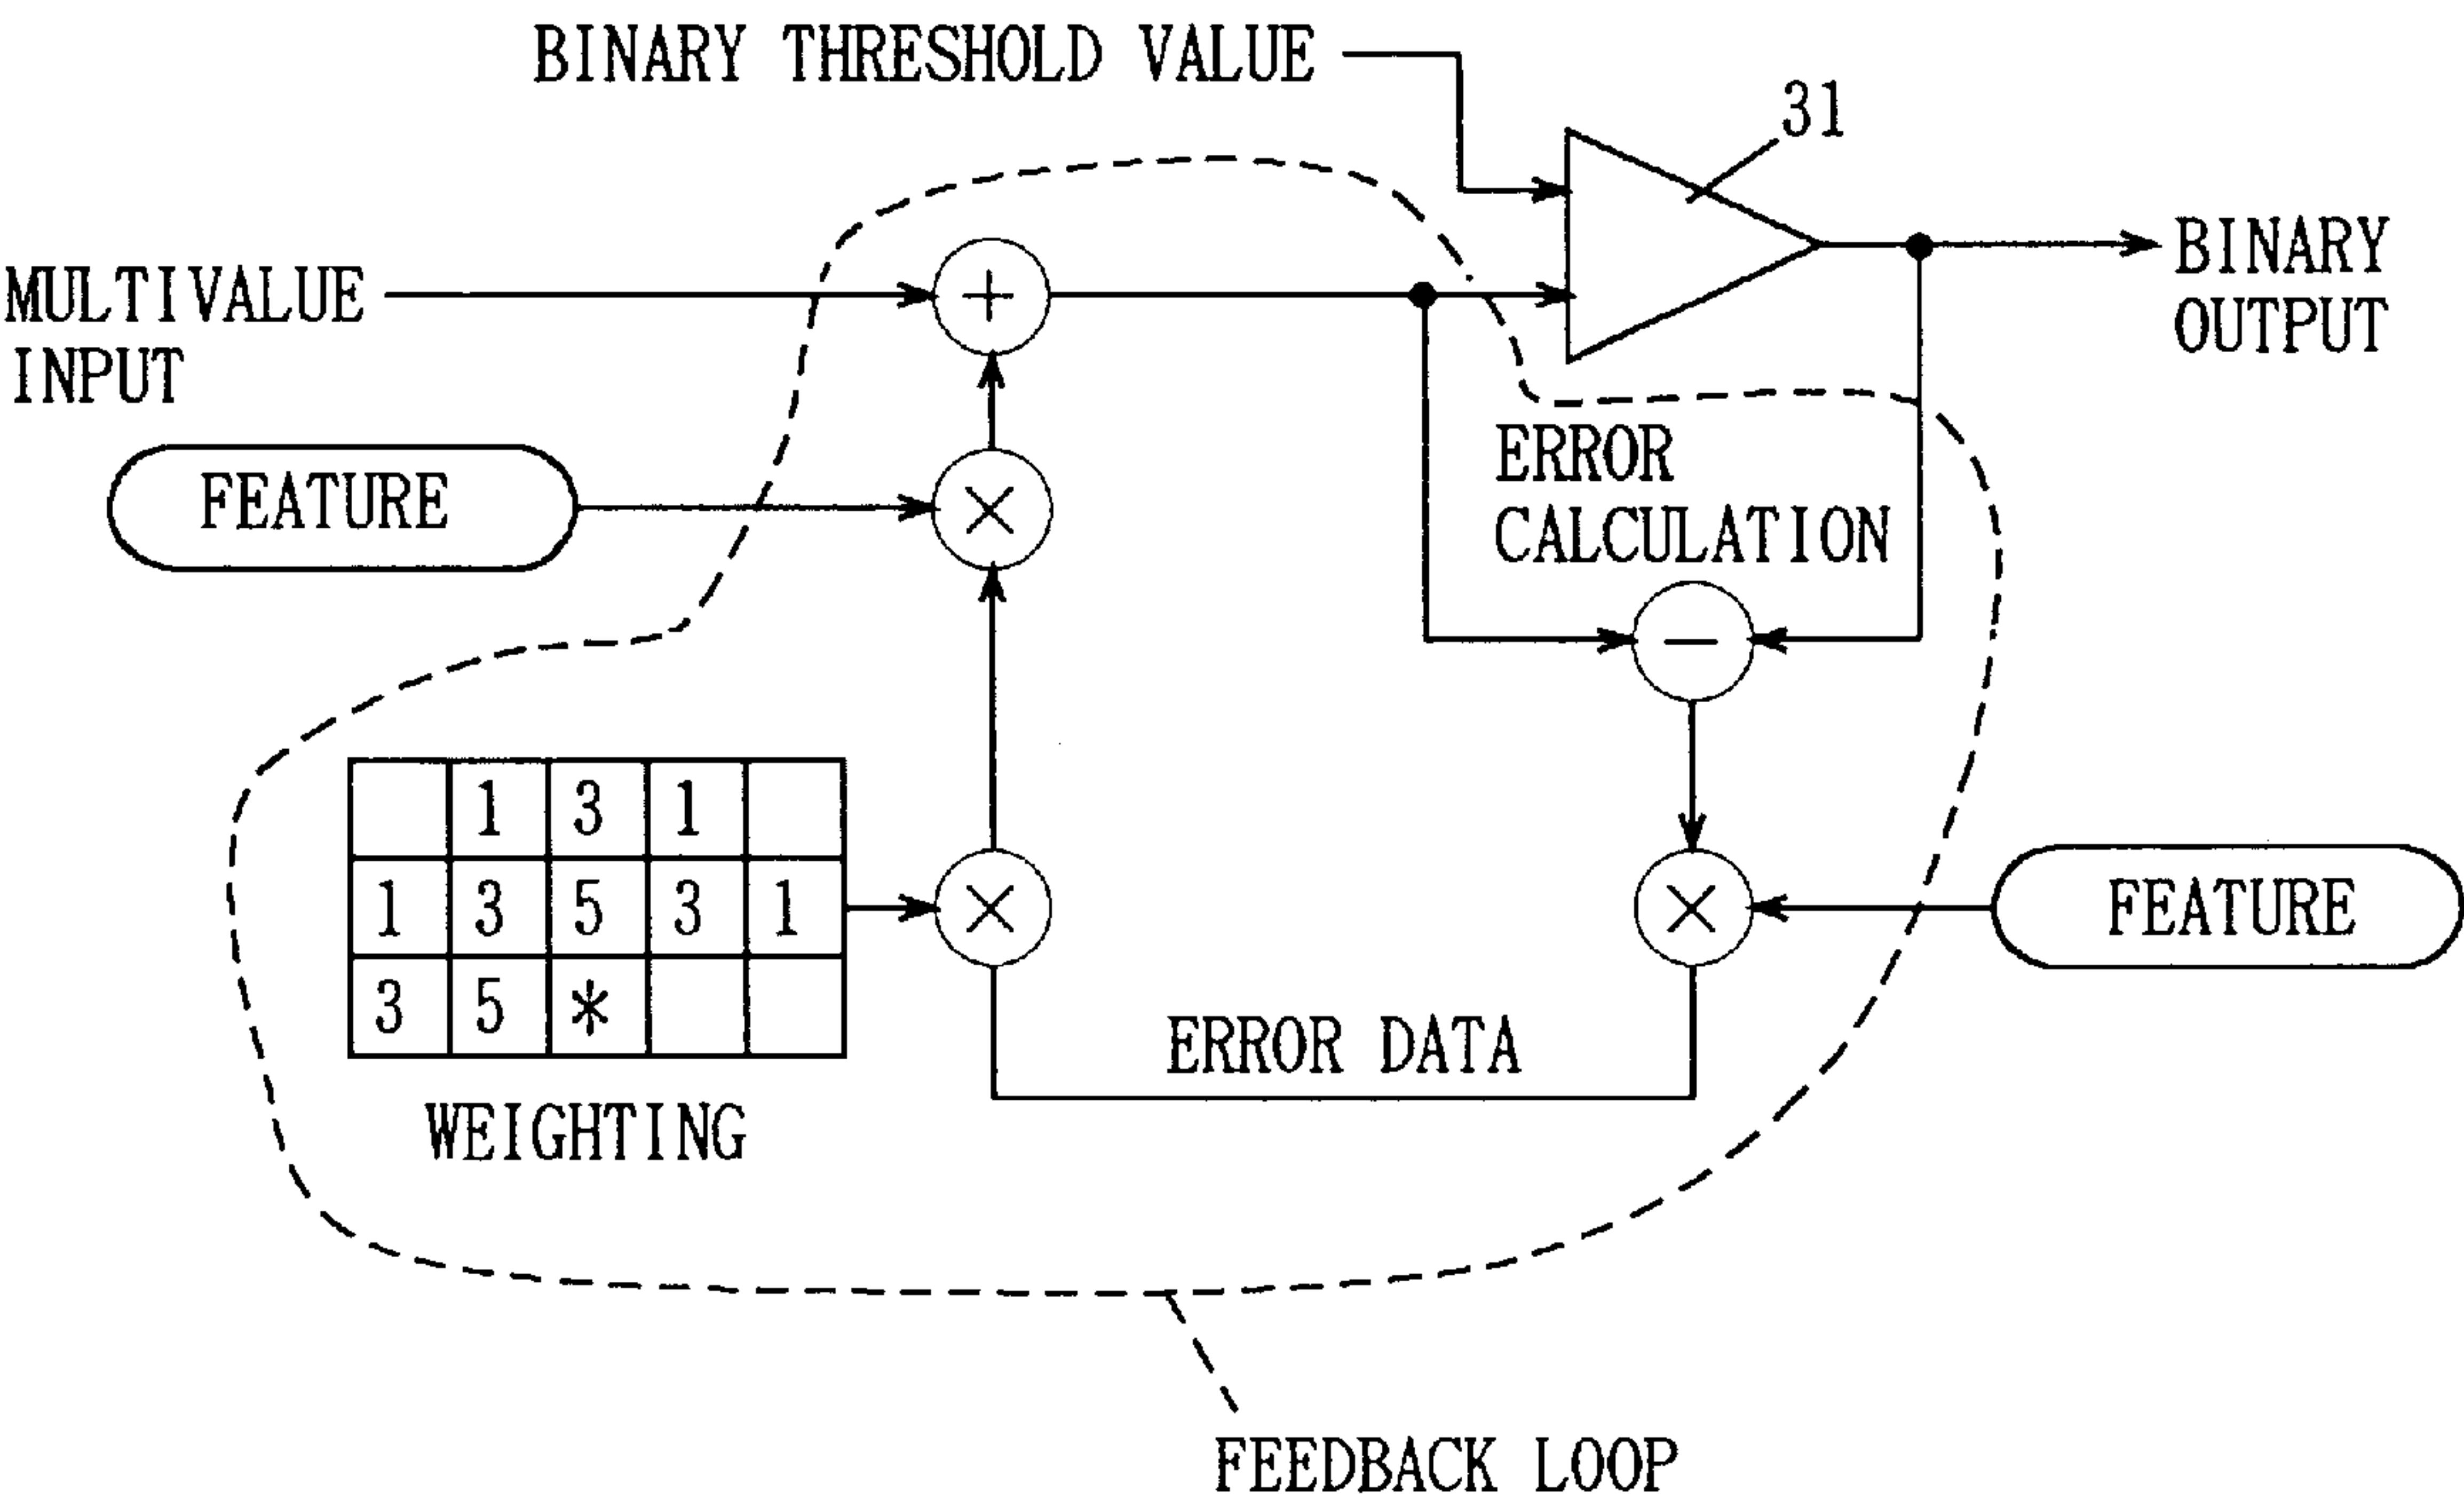 BINARY THRESHOLD VALUE
31
MULTIVALUE
INPUT
+
BINARY
OUTPUT
FEATURE
×
ERROR
CALCULATION
−
1 3 1
1 3 5 3 1
3 5 *
×
×
FEATURE
ERROR DATA
WEIGHTING
FEEDBACK LOOP